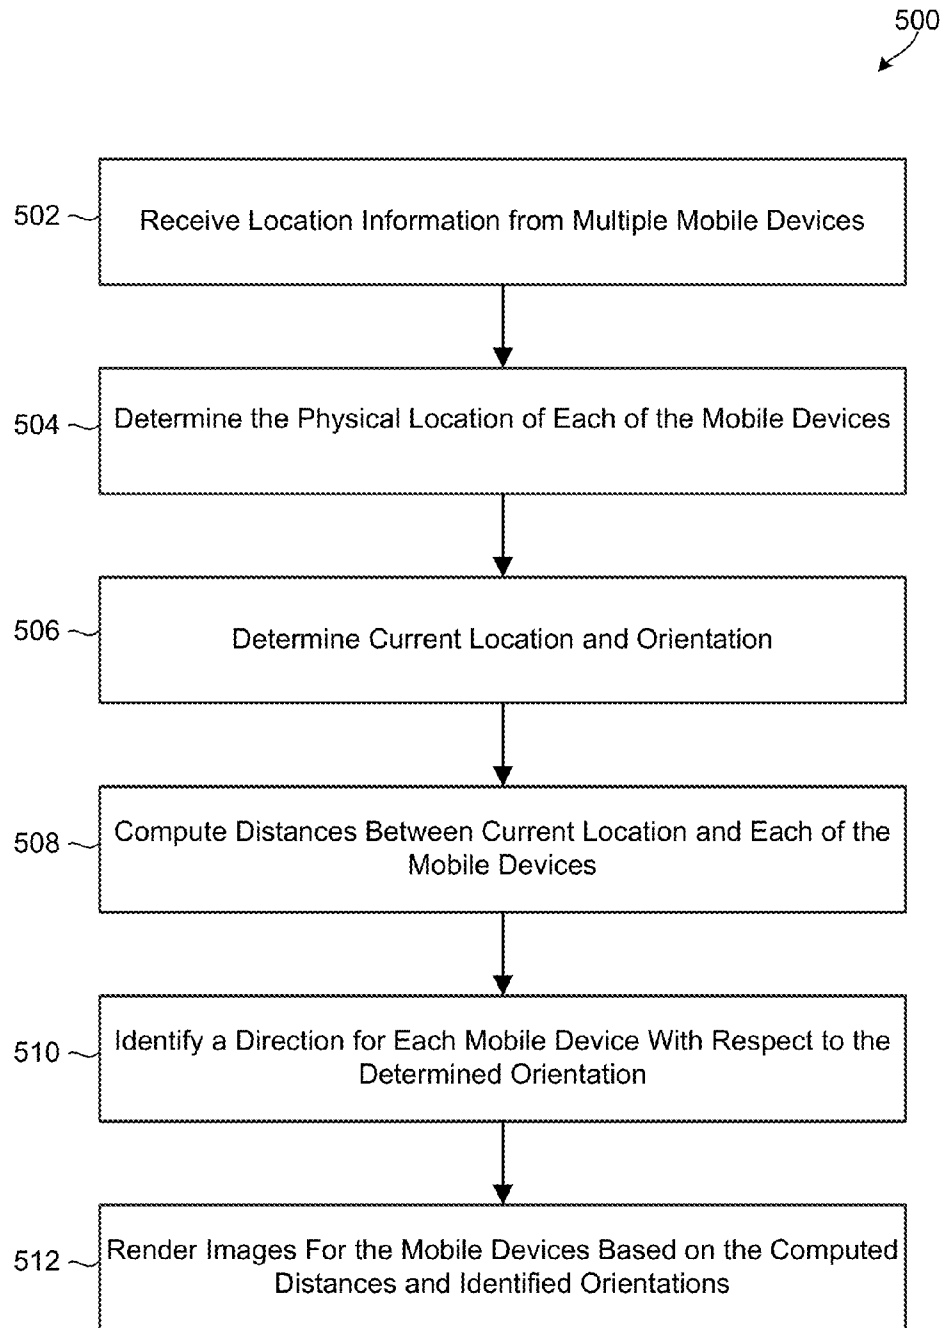 500
502
Receive Location Information from Multiple Mobile Devices
504
Determine the Physical Location of Each of the Mobile Devices
506
Determine Current Location and Orientation
508
Compute Distances Between Current Location and Each of the
Mobile Devices
510
Identify a Direction for Each Mobile Device With Respect to the
Determined Orientation
512
Render Images For the Mobile Devices Based on the Computed
Distances and Identified Orientations